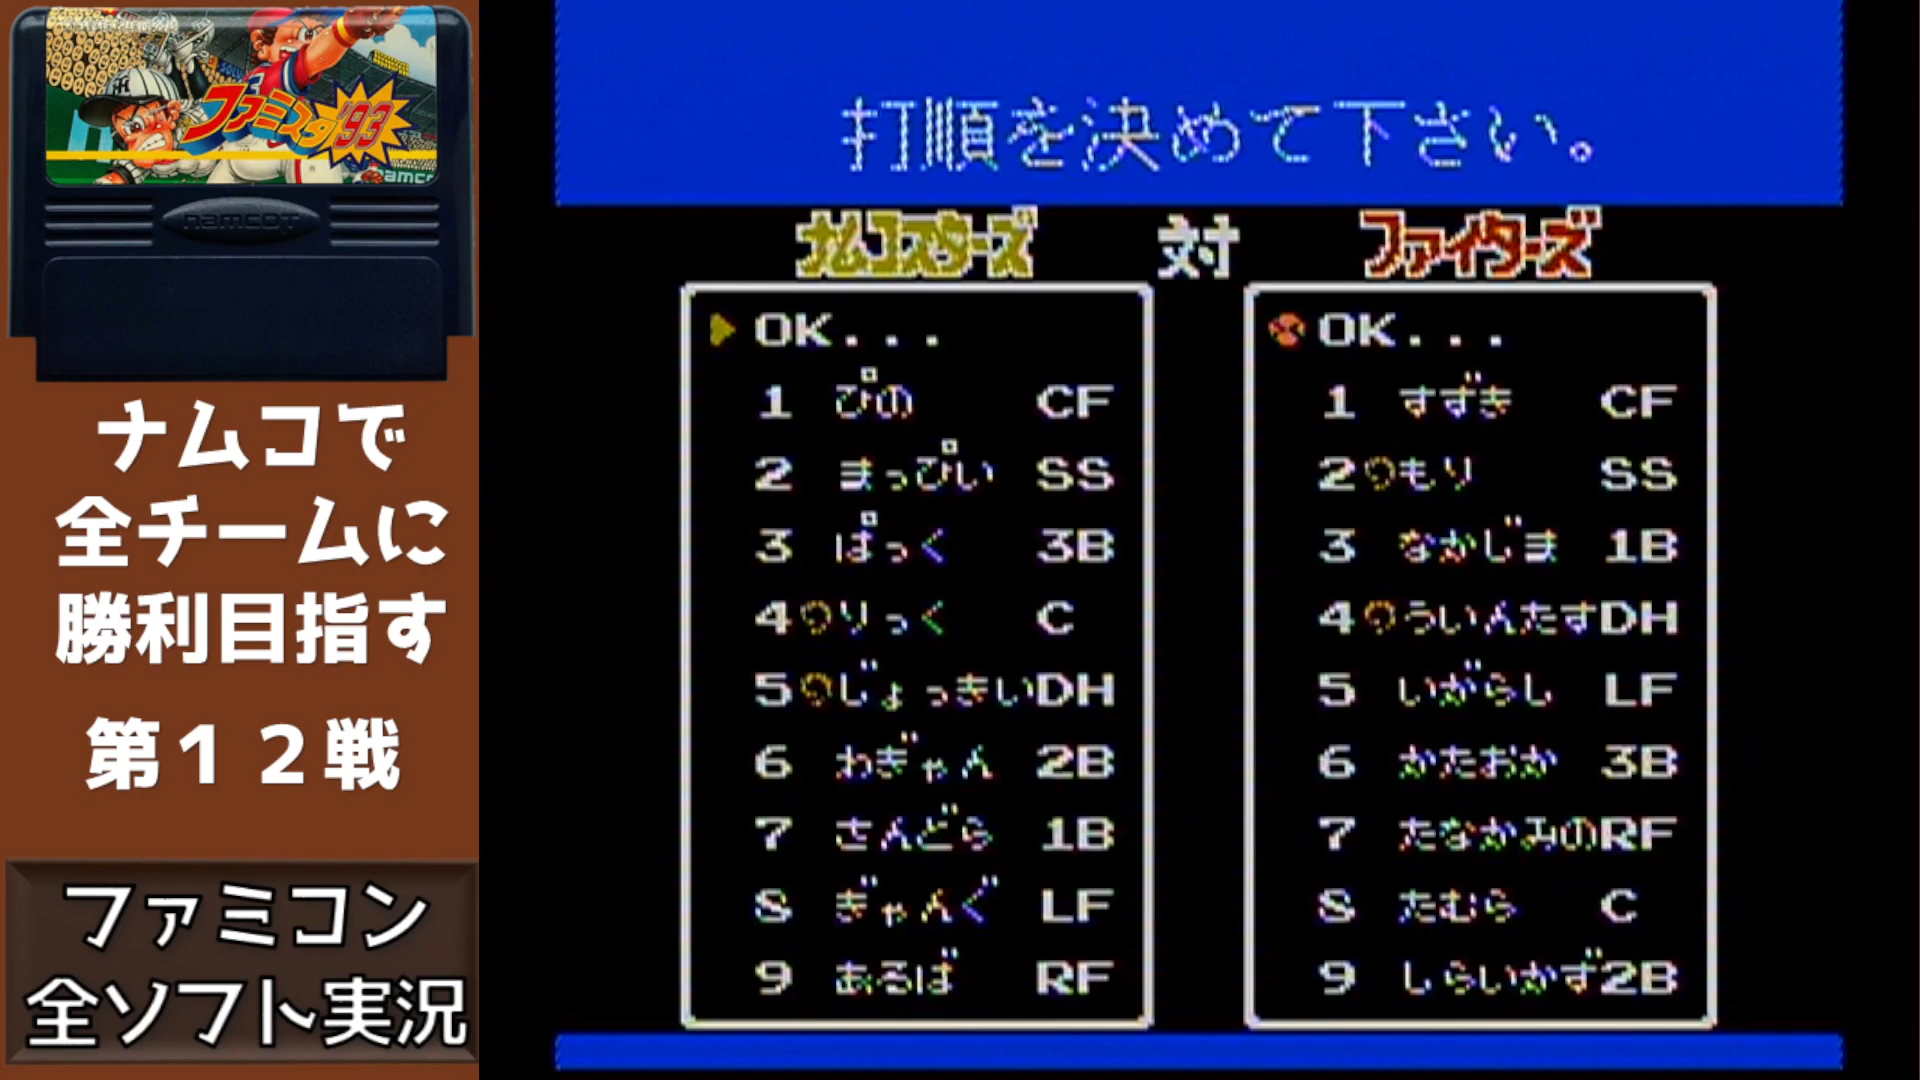 ファミスタ'93
namcot
ナムコで
全チームに
勝利目指す
第12戦
ファミコン
全ソフト実況
打順を決めて下さい。
ナムコスターズ 対 ファイターズ
OK...
1 ぴの CF
2 まっぴい SS
3 ぱっく 3B
4 りっく C
5 じょっきい DH
6 わぎゃん 2B
7 さんどら 1B
8 ぎゃんぐ LF
9 あるば RF
OK...
1 すずき CF
2 もり SS
3 なかじま 1B
4 ういんたす DH
5 いがらし LF
6 かたおか 3B
7 たなかみの RF
8 たむら C
9 しらいかず 2B